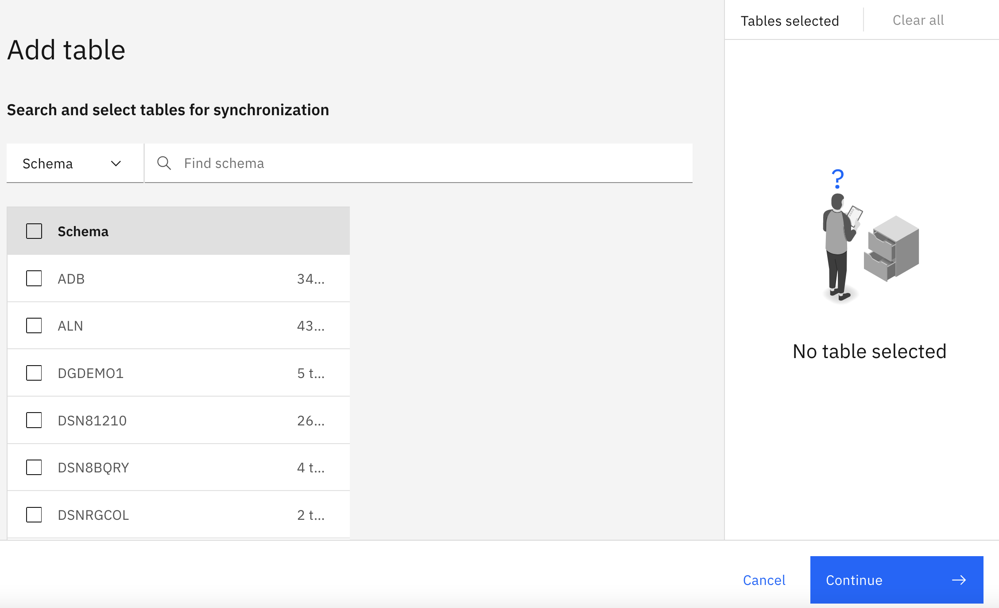 Tables selected
Clear all
Add table
Search and select tables for synchronization
Schema
Find schema
Schema
ADB 34...
ALN 43...
DGDEMO1 5 t...
DSN81210 26...
DSN8BQRY 4 t...
DSNRGCOL 2 t...
?
No table selected
Cancel
Continue